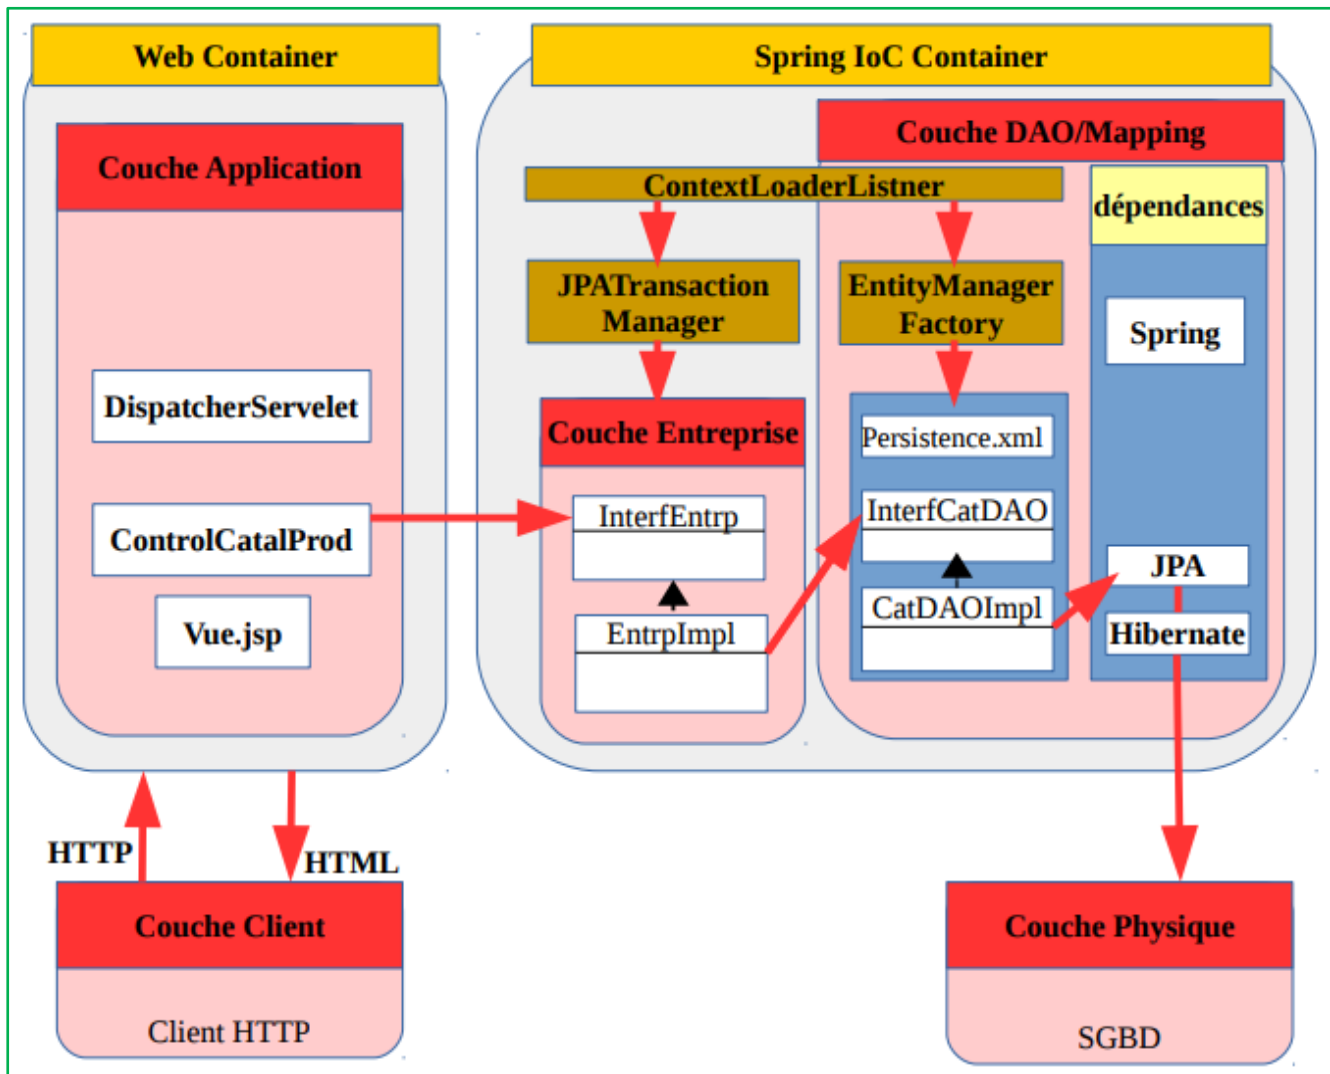 Web Container
Couche Application
DispatcherServelet
ControlCatalProd
Vue.jsp
Spring IoC Container
Couche DAO/Mapping
ContextLoaderListner
dépendances
JPATransaction
Manager
EntityManager
Factory
Spring
Couche Entreprise
Persistence.xml
InterfEntrp
InterfCatDAO
EntrpImpl
CatDAOImpl
JPA
Hibernate
HTTP
HTML
Couche Client
Client HTTP
Couche Physique
SGBD